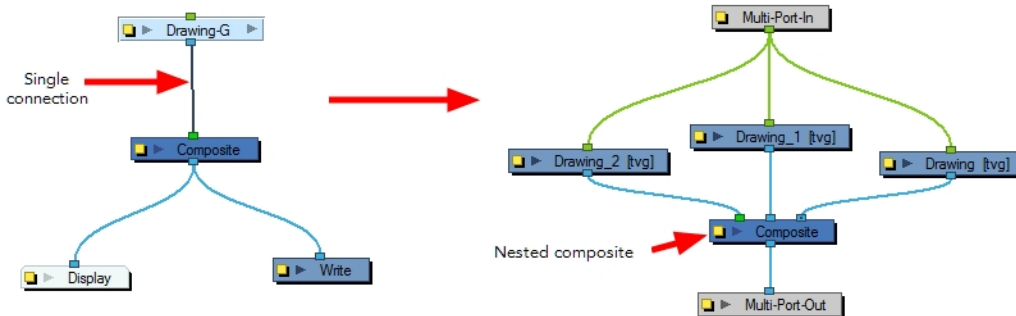 Drawing-G
Single
connection
Composite
Display
Write
Multi-Port-In
Drawing_2 [tvg]
Drawing_1 [tvg]
Drawing [tvg]
Nested composite
Composite
Multi-Port-Out